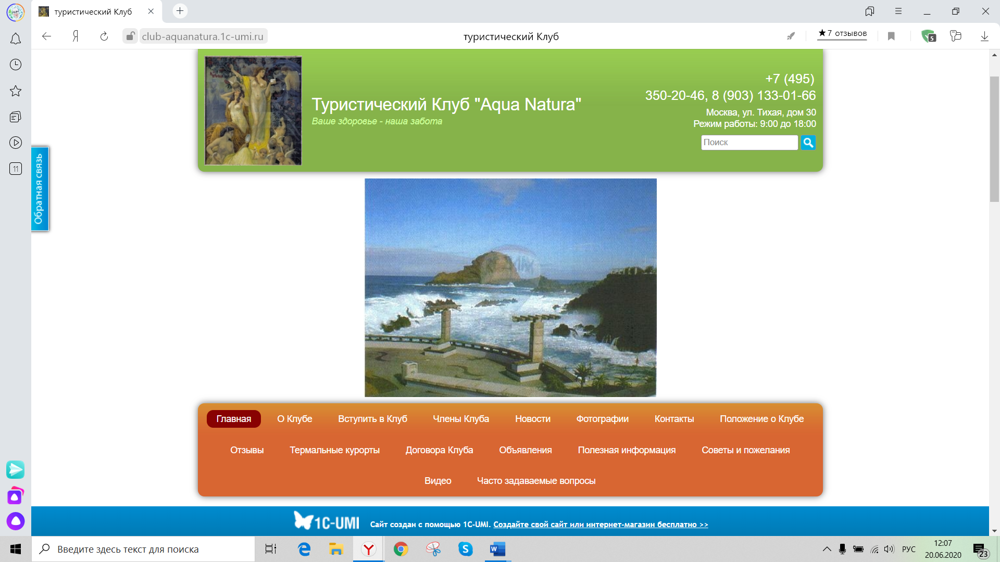 туристический Клуб
Я
club-aquanatura.1c-umi.ru
туристический Клуб
★7 отзывов
5
11
Обратная связь
Туристический Клуб "Aqua Natura"
Ваше здоровье - наша забота
+7 (495)
350-20-46, 8 (903) 133-01-66
Москва, ул. Тихая, дом 30
Режим работы: 9:00 до 18:00
Поиск
Главная О Клубе Вступить в Клуб Члены Клуба Новости Фотографии Контакты Положение о Клубе
Отзывы Термальные курорты Договора Клуба Объявления Полезная информация Советы и пожелания
Видео Часто задаваемые вопросы
1C-UMI Сайт создан с помощью 1C-UMI. Создайте свой сайт или интернет-магазин бесплатно >>
Введите здесь текст для поиска
РУС
12:07
20.06.2020
23